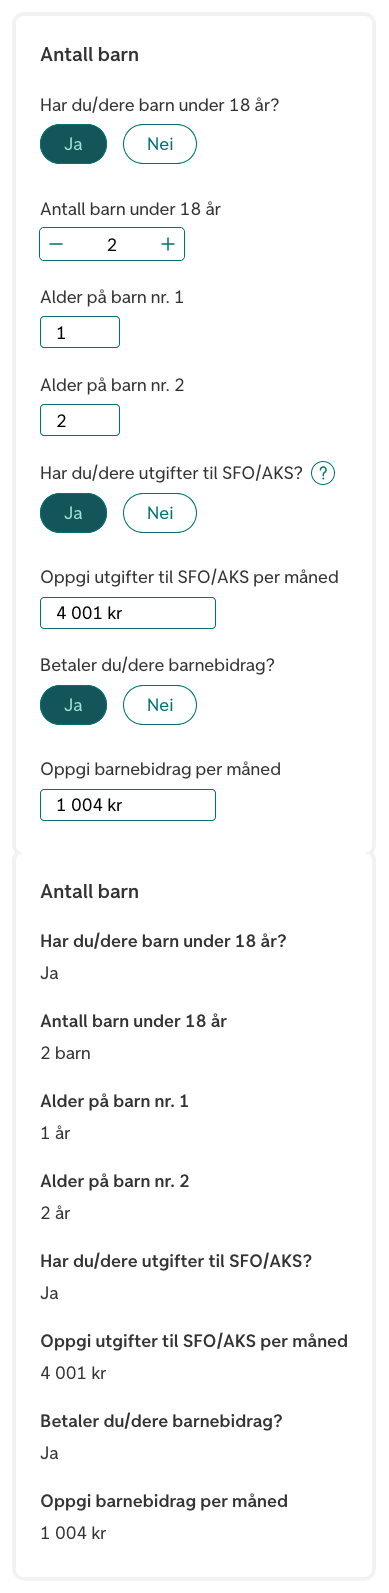 Antall barn
Har du/dere barn under 18 år?
Ja Nei
Antall barn under 18 år
− 2 +
Alder på barn nr. 1
1
Alder på barn nr. 2
2
Har du/dere utgifter til SFO/AKS? ?
Ja Nei
Oppgi utgifter til SFO/AKS per måned
4 001 kr
Betaler du/dere barnebidrag?
Ja Nei
Oppgi barnebidrag per måned
1 004 kr
Antall barn
Har du/dere barn under 18 år?
Ja
Antall barn under 18 år
2 barn
Alder på barn nr. 1
1 år
Alder på barn nr. 2
2 år
Har du/dere utgifter til SFO/AKS?
Ja
Oppgi utgifter til SFO/AKS per måned
4 001 kr
Betaler du/dere barnebidrag?
Ja
Oppgi barnebidrag per måned
1 004 kr